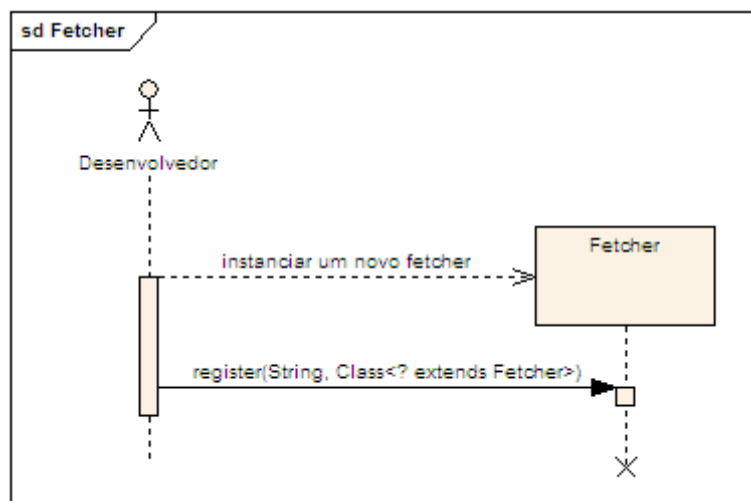 sd Fetcher
Desenvolvedor
instanciar um novo fetcher
Fetcher
register(String, Class<? extends Fetcher>)